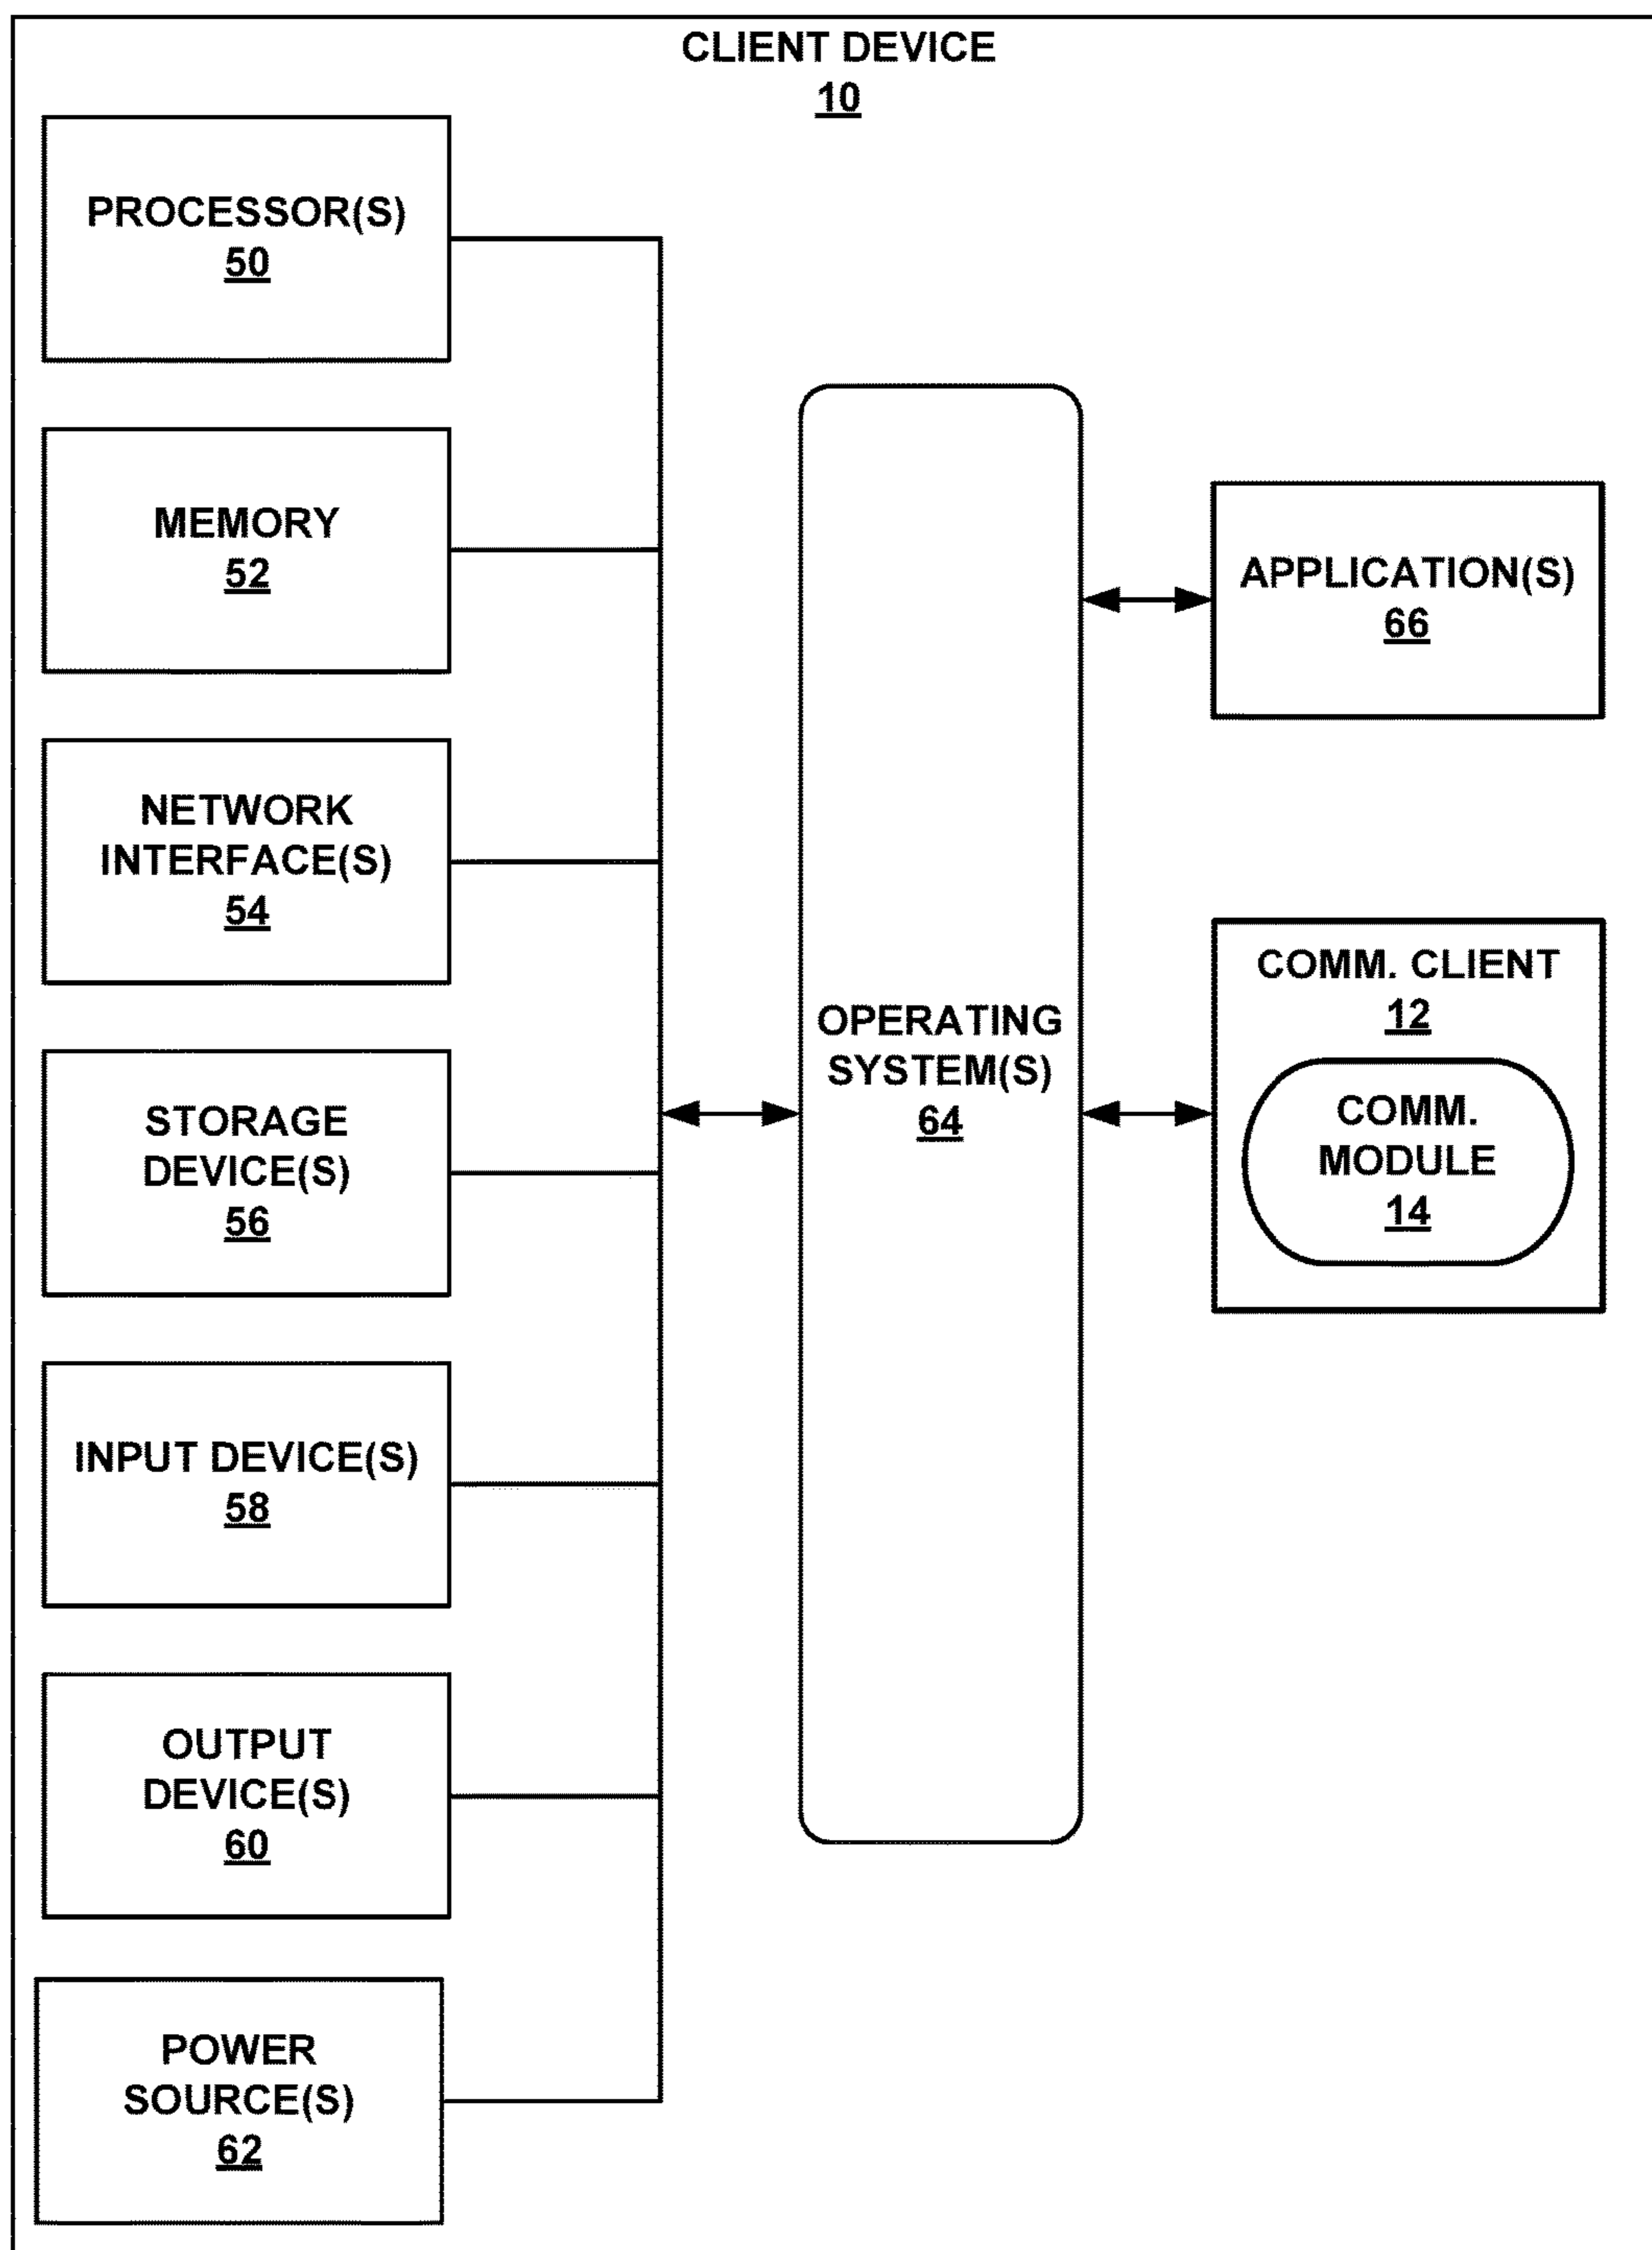 CLIENT DEVICE
10
PROCESSOR(S)
50
MEMORY
52
NETWORK
INTERFACE(S)
54
STORAGE
DEVICE(S)
56
INPUT DEVICE(S)
58
OUTPUT
DEVICE(S)
60
POWER
SOURCE(S)
62
OPERATING
SYSTEM(S)
64
APPLICATION(S)
66
COMM. CLIENT
12
COMM.
MODULE
14